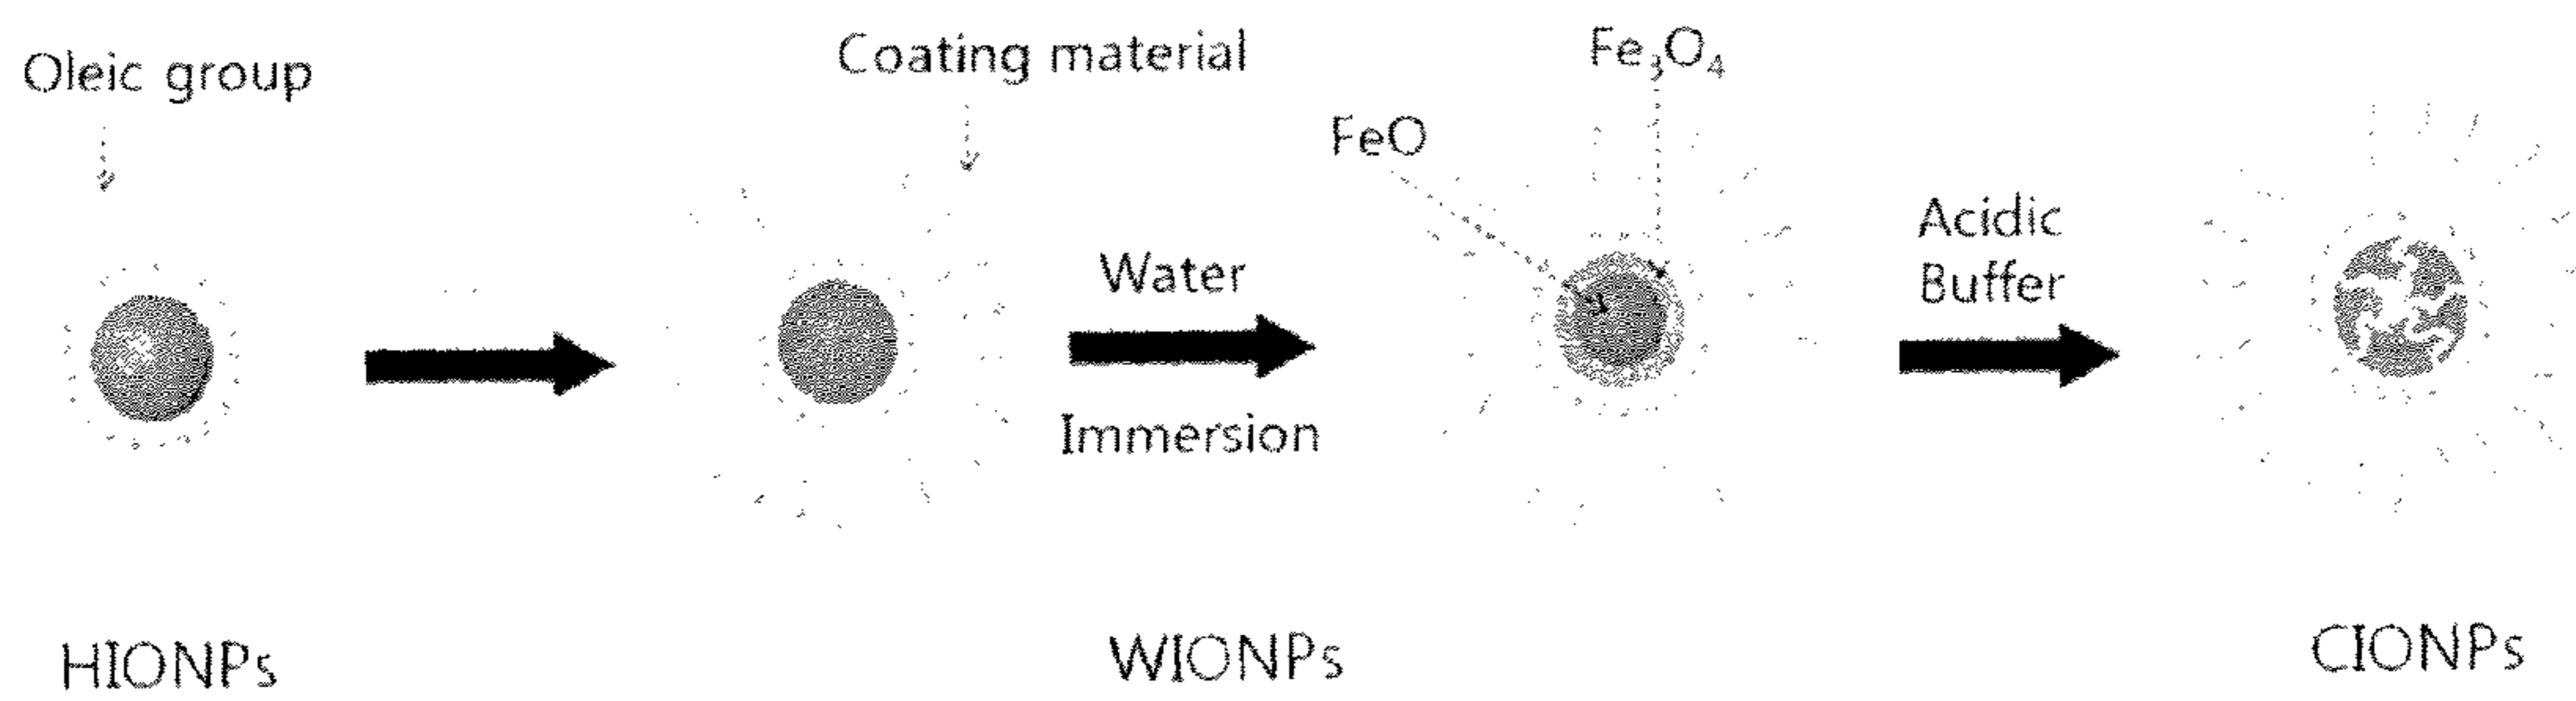 Oleic group
Coating material
Fe₃O₄
FeO
Water
Immersion
Acidic
Buffer
HIONPs
WIONPs
CIONPs